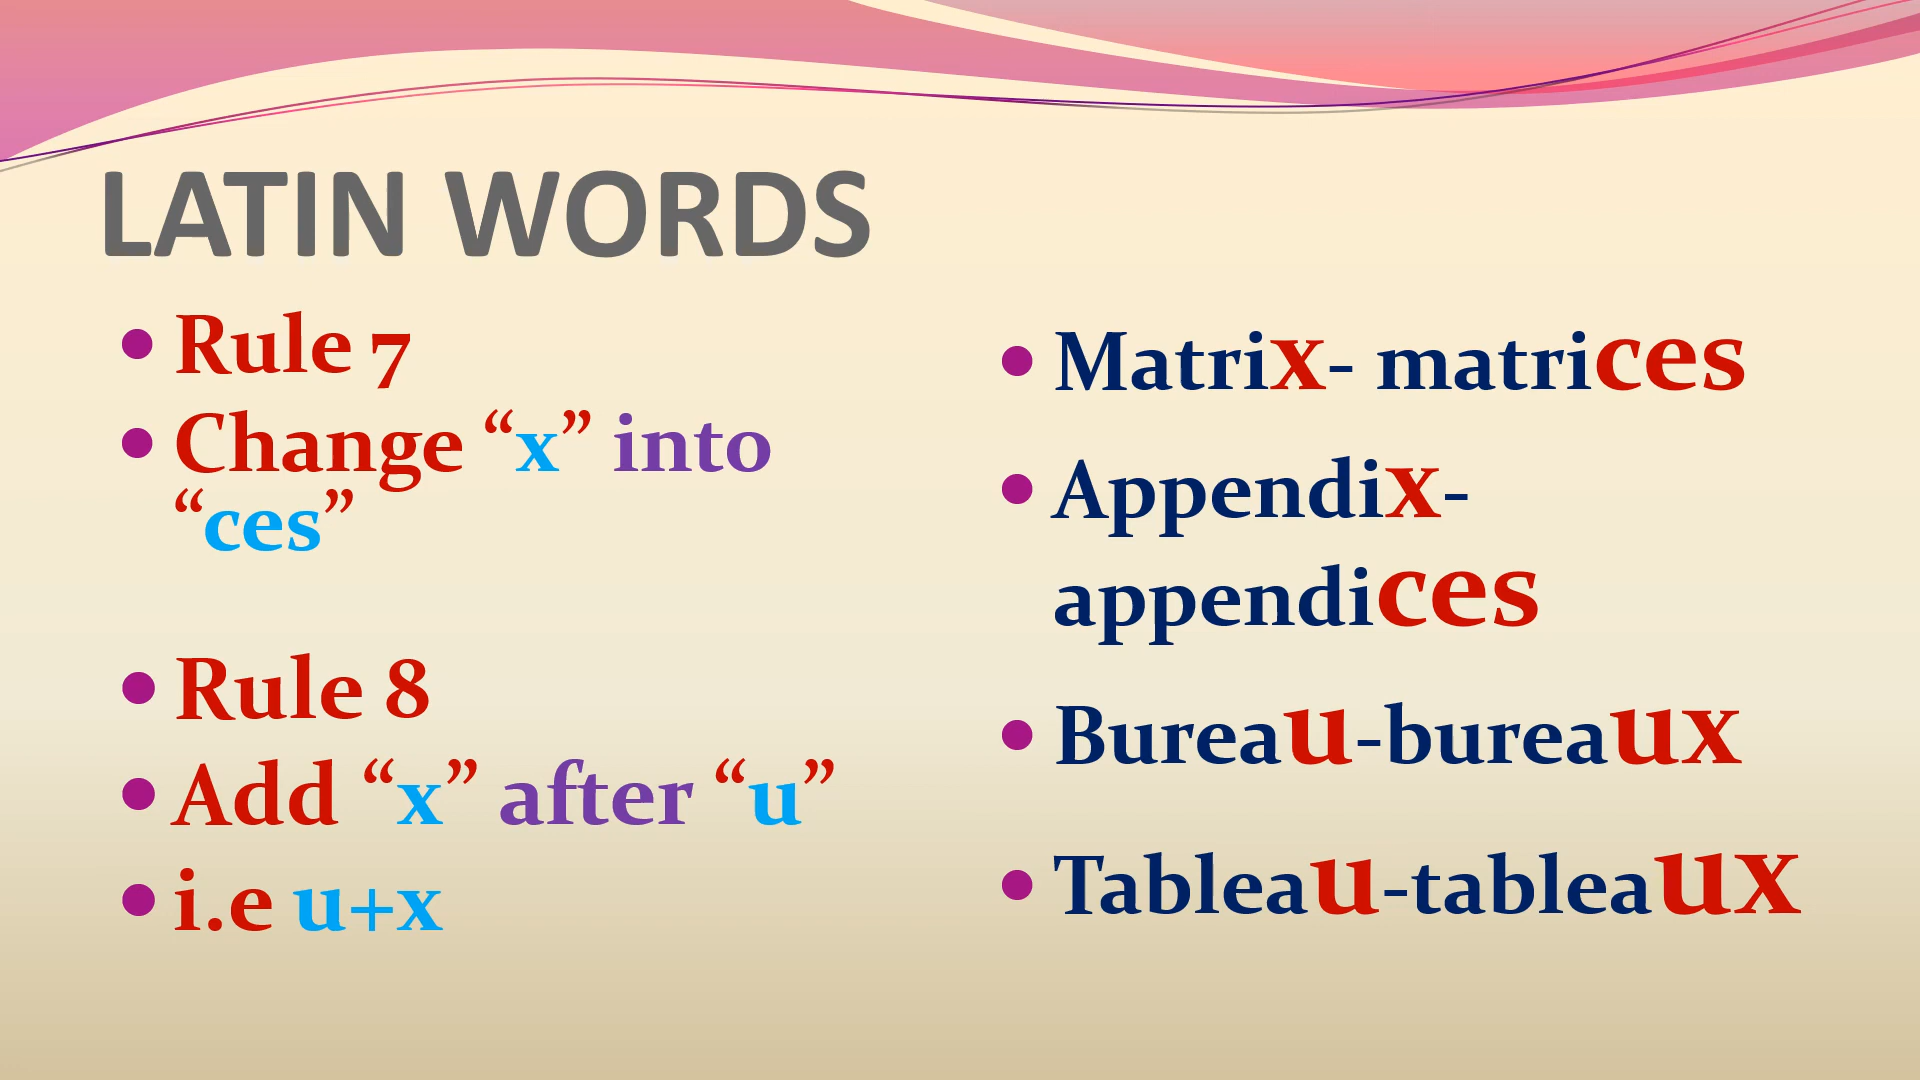 LATIN WORDS
Rule 7
Change “x” into
“ces”
Rule 8
Add “x” after “u”
i.e u+x
Matrix- matrices
Appendix-
appendices
Bureau-bureaux
Tableau-tableaux